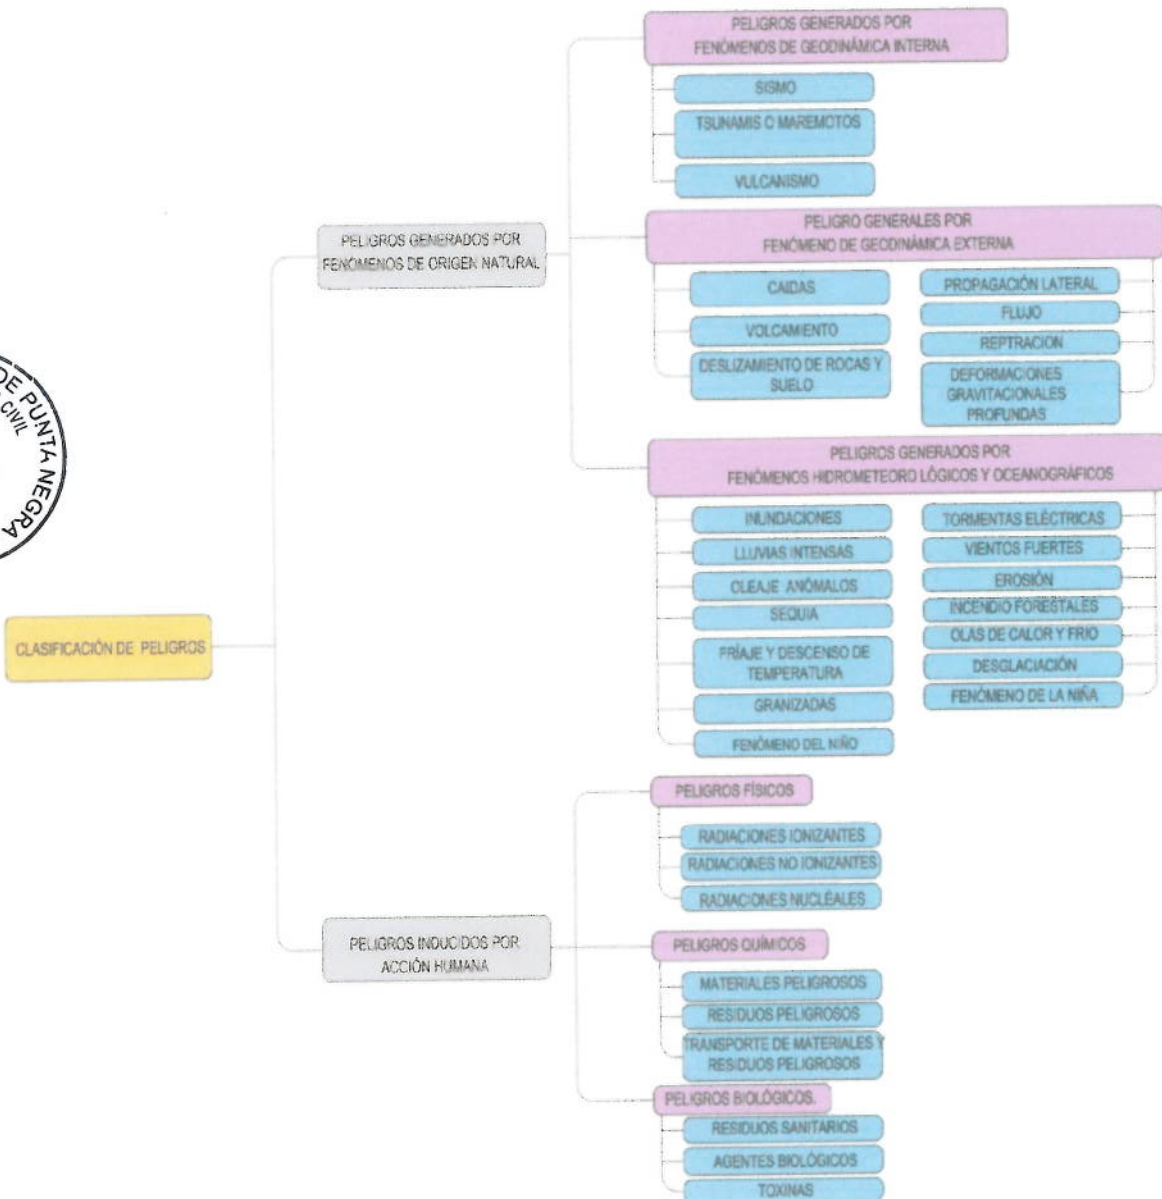 PELIGROS GENERADOS POR
FENÓMENOS DE GEODINÁMICA INTERNA
SISMO
TSUNAMIS O MAREMOTOS
VULCANISMO
PELIGROS GENERADOS POR
FENÓMENOS DE ORIGEN NATURAL
PELIGRO GENERALES POR
FENÓMENO DE GEODINÁMICA EXTERNA
CAIDAS
VOLCAMIENTO
DESLIZAMIENTO DE ROCAS Y
SUELO
PROPAGACIÓN LATERAL
FLUJO
REPTRACION
DEFORMACIONES
GRAVITACIONALES
PROFUNDAS
PELIGROS GENERADOS POR
FENÓMENOS HIDROMETEORO LÓGICOS Y OCEANOGRÁFICOS
INUNDACIONES
LLUVIAS INTENSAS
OLEAJE ANÓMALOS
SEQUIA
FRÍAJE Y DESCENSO DE
TEMPERATURA
GRANIZADAS
FENÓMENO DEL NIÑO
TORMENTAS ELÉCTRICAS
VIENTOS FUERTES
EROSIÓN
INCENDIO FORESTALES
OLAS DE CALOR Y FRIO
DESGLACIACIÓN
FENÓMENO DE LA NIÑA
DE PUNTA NEGRA
CIVIL
CLASIFICACIÓN DE PELIGROS
PELIGROS INDUCIDOS POR
ACCIÓN HUMANA
PELIGROS FÍSICOS
RADIACIONES IONIZANTES
RADIACIONES NO IONIZANTES
RADIACIONES NUCLÉALES
PELIGROS QUÍMICOS
MATERIALES PELIGROSOS
RESIDUOS PELIGROSOS
TRANSPORTE DE MATERIALES Y
RESIDUOS PELIGROSOS
PELIGROS BIOLÓGICOS.
RESIDUOS SANITARIOS
AGENTES BIOLÓGICOS
TOXINAS